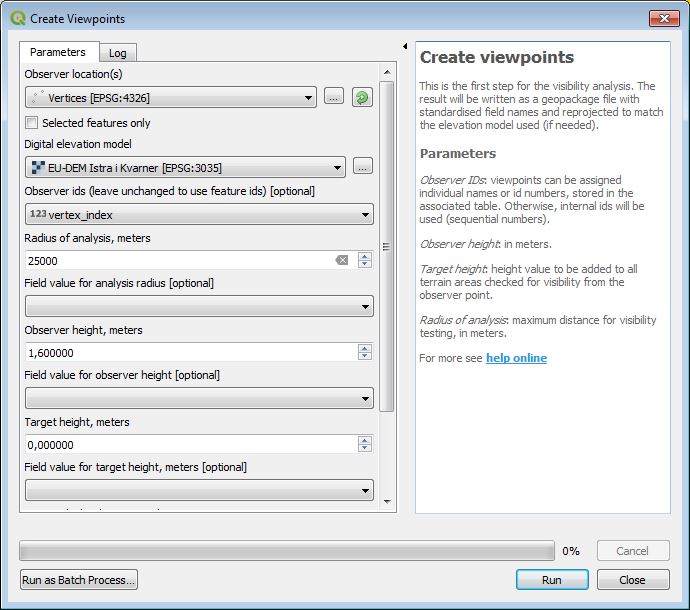 Create Viewpoints
Parameters
Log
Observer location(s)
Vertices [EPSG:4326]
...
Selected features only
Digital elevation model
EU-DEM Istra i Kvarner [EPSG:3035]
...
Observer ids (leave unchanged to use feature ids) [optional]
123 vertex_index
Radius of analysis, meters
25000
Field value for analysis radius [optional]
Observer height, meters
1,600000
Field value for observer height [optional]
Target height, meters
0,000000
Field value for target height, meters [optional]
Create viewpoints
This is the first step for the visibility analysis. The
result will be written as a geopackage file with
standardised field names and reprojected to match
the elevation model used (if needed).
Parameters
Observer IDs: viewpoints can be assigned
individual names or id numbers, stored in the
associated table. Otherwise, internal ids will be
used (sequential numbers).
Observer height: in meters.
Target height: height value to be added to all
terrain areas checked for visibility from the
observer point.
Radius of analysis: maximum distance for visibility
testing, in meters.
For more see help online
0%
Cancel
Run as Batch Process...
Run
Close